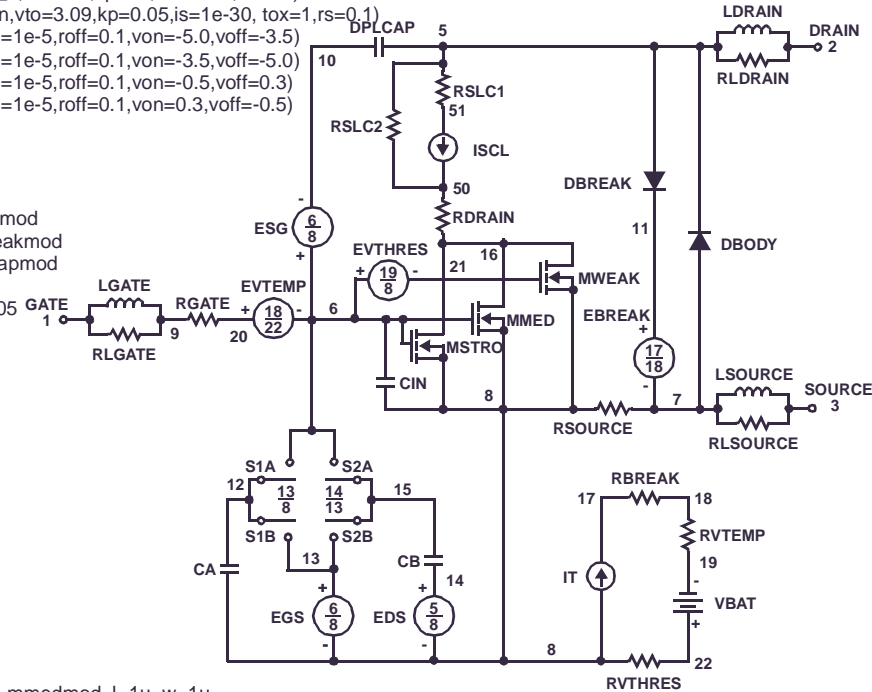 n,vto=3.09,kp=0.05,is=1e-30, tox=1,rs=0.1)
=1e-5,roff=0.1,von=-5.0,voff=-3.5)
=1e-5,roff=0.1,von=-3.5,voff=-5.0)
=1e-5,roff=0.1,von=-0.5,voff=0.3)
=1e-5,roff=0.1,von=0.3,voff=-0.5)
DPLCAP
5
10
LDRAIN
DRAIN
2
RLDRAIN
RSLC1
51
RSLC2
ISCL
50
RDRAIN
DBREAK
11
DBODY
mod
eakmod
apmod
05
-
ESG
6
8
+
EVTHRES
+
19
8
-
21
16
MWEAK
LGATE
GATE
1
RLGATE
9
RGATE
20
EVTEMP
+
18
22
-
6
MMED
MSTRO
CIN
EBREAK
+
17
18
-
8
RSOURCE
7
LSOURCE
SOURCE
3
RLSOURCE
S1A
S2A
12
13
8
14
13
15
S1B
S2B
13
CA
CB
14
+
EGS
6
8
-
+
EDS
5
8
-
8
RBREAK
17
18
RVTEMP
19
IT
-
VBAT
+
22
RVTHRES
mmedmod